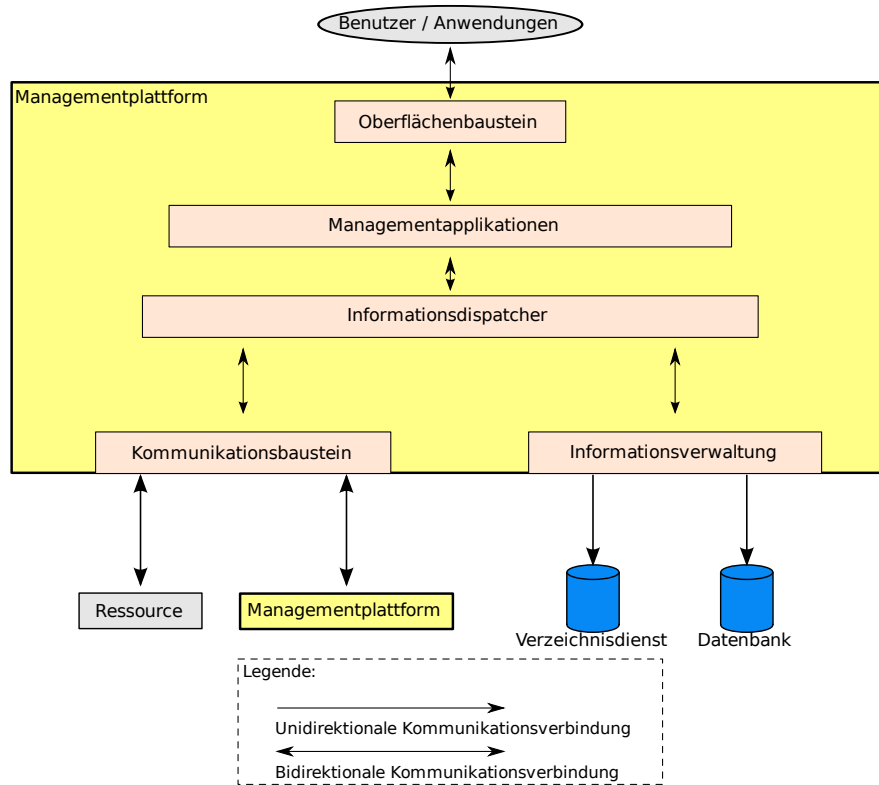 Benutzer / Anwendungen
Managementplattform
Oberflächenbaustein
Managementapplikationen
Informationsdispatcher
Kommunikationsbaustein
Informationsverwaltung
Ressource
Managementplattform
Verzeichnisdienst
Datenbank
Legende:
Unidirektionale Kommunikationsverbindung
Bidirektionale Kommunikationsverbindung